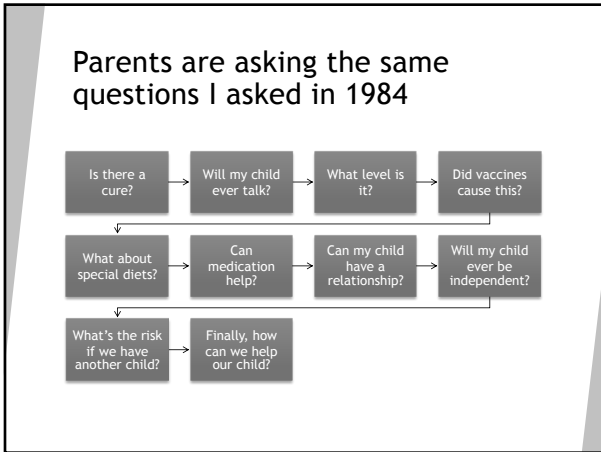 Parents are asking the same
questions I asked in 1984
Is there a
cure?
Will my child
ever talk?
What level is
it?
Did vaccines
cause this?
What about
special diets?
Can
medication
help?
Can my child
have a
relationship?
Will my child
ever be
independent?
What's the risk
if we have
another child?
Finally, how
can we help
our child?